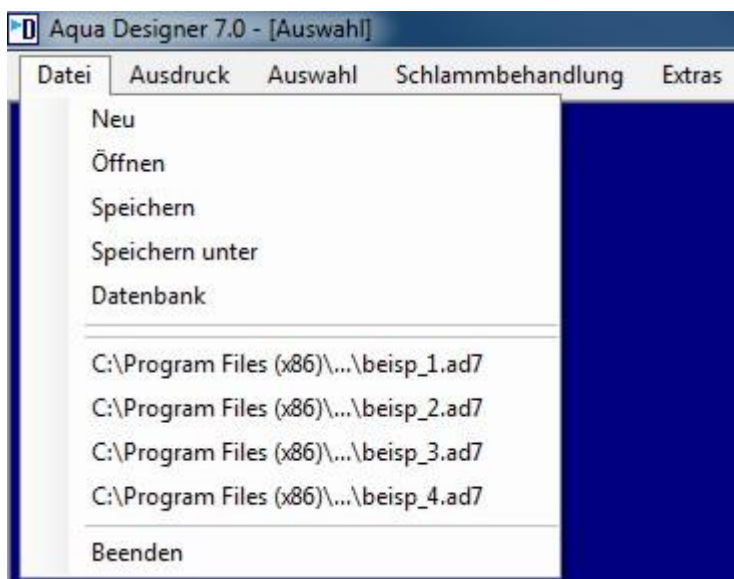 Aqua Designer 7.0 - [Auswahl]
Datei Ausdruck Auswahl Schlammbehandlung Extras
Neu
Öffnen
Speichern
Speichern unter
Datenbank
C:\Program Files (x86)\...\beisp_1.ad7
C:\Program Files (x86)\...\beisp_2.ad7
C:\Program Files (x86)\...\beisp_3.ad7
C:\Program Files (x86)\...\beisp_4.ad7
Beenden